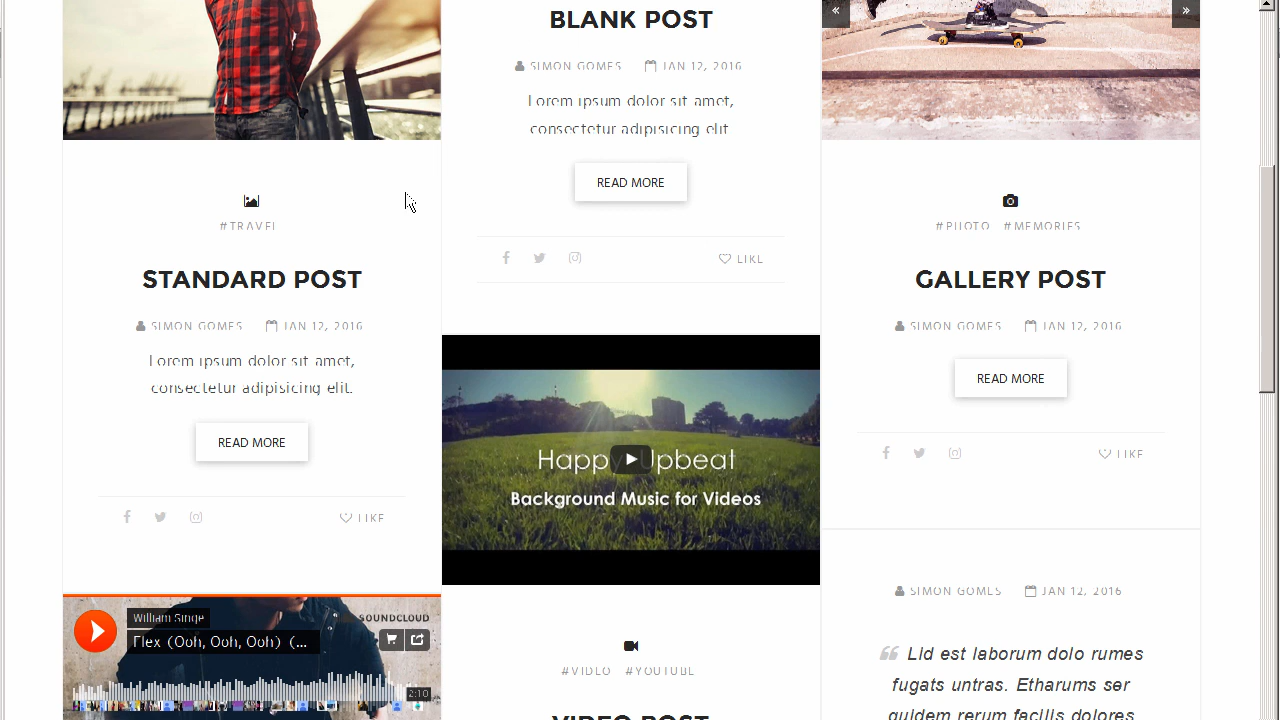 #TRAVEL
STANDARD POST
SIMON GOMES JAN 12, 2016
Lorem ipsum dolor sit amet,
consectetur adipisicing elit.
READ MORE
LIKE
William Singe
SOUNDCLOUD
Flex (Ooh, Ooh, Ooh) (...
2:10
BLANK POST
SIMON GOMES JAN 12, 2016
Lorem ipsum dolor sit amet,
consectetur adipisicing elit
READ MORE
LIKE
Happy Upbeat
Background Music for Videos
#VIDEO #YOUTUBE
VIDEO POST
« »
#PHOTO #MEMORIES
GALLERY POST
SIMON GOMES JAN 12, 2016
READ MORE
LIKE
SIMON GOMES JAN 12, 2016
Lid est laborum dolo rumes
fugats untras. Etharums ser
quidem rerum facilis dolores